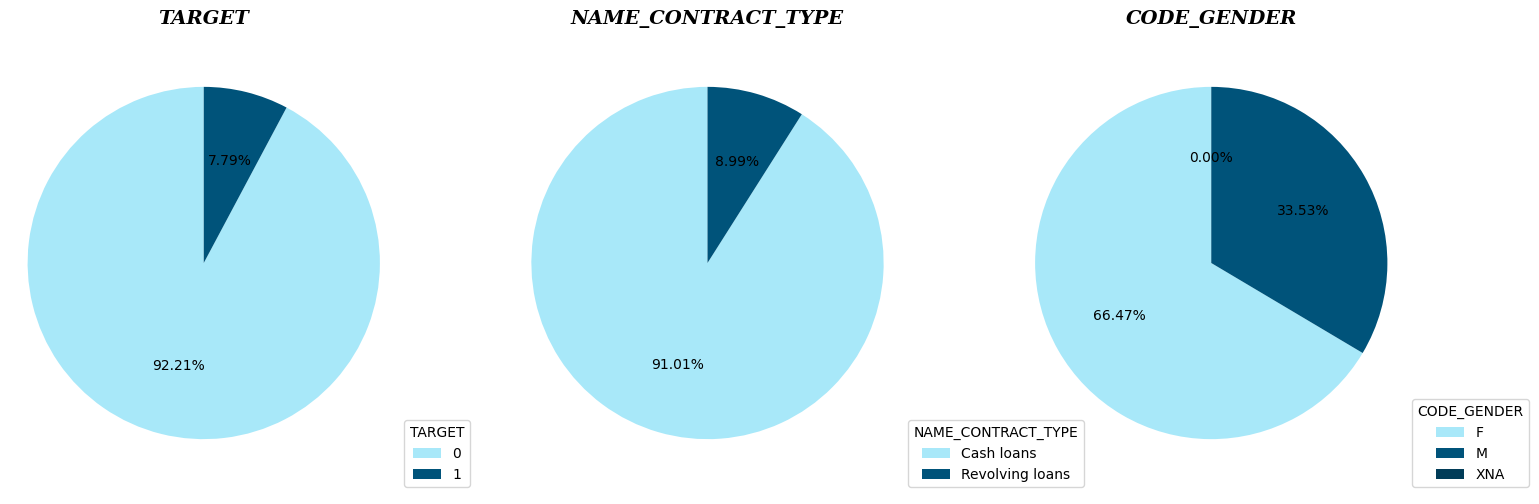 TARGET
7.79%
92.21%
TARGET
0
1
NAME_CONTRACT_TYPE
8.99%
91.01%
NAME_CONTRACT_TYPE
Cash loans
Revolving loans
CODE_GENDER
0.00%
33.53%
66.47%
CODE_GENDER
F
M
XNA